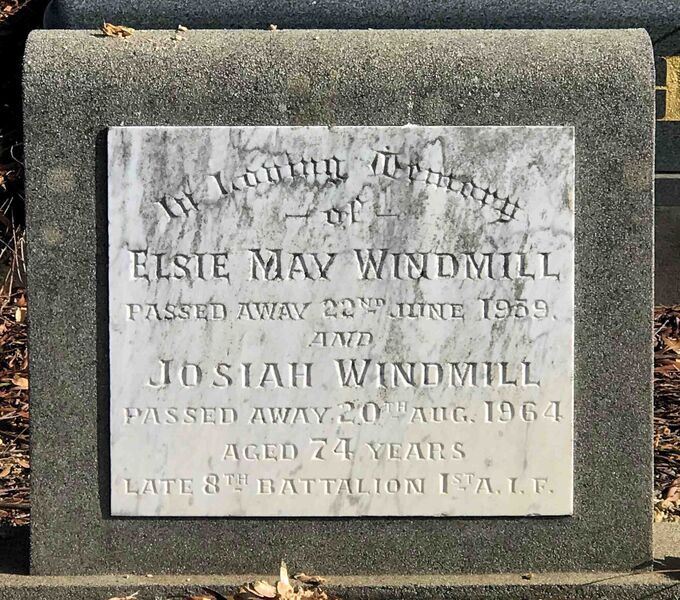 In Loving Memory
— of —
ELSIE MAY WINDMILL
PASSED AWAY 22ND JUNE 1959.
AND
JOSIAH WINDMILL
PASSED AWAY 20TH AUG. 1964
AGED 74 YEARS
LATE 8TH BATTALION 1ST A.I.F.